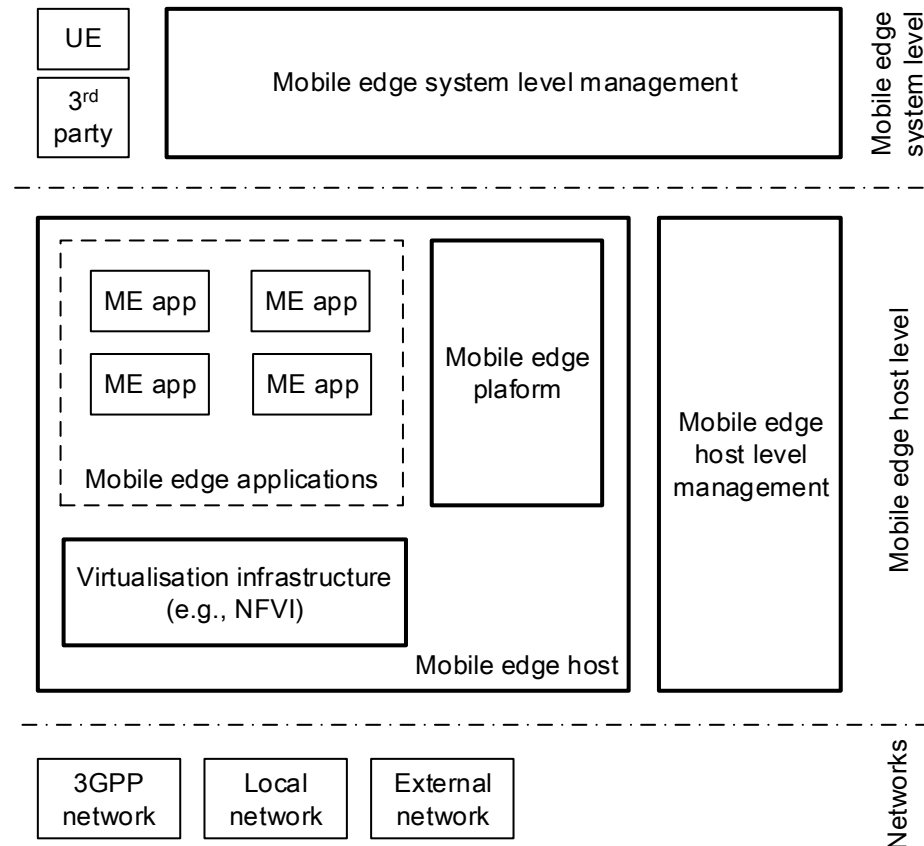 UE
3rd
party
Mobile edge system level management
Mobile edge
system level
ME app
ME app
ME app
ME app
Mobile edge applications
Mobile edge
plaform
Virtualisation infrastructure
(e.g., NFVI)
Mobile edge host
Mobile edge
host level
management
Mobile edge host level
3GPP
network
Local
network
External
network
Networks